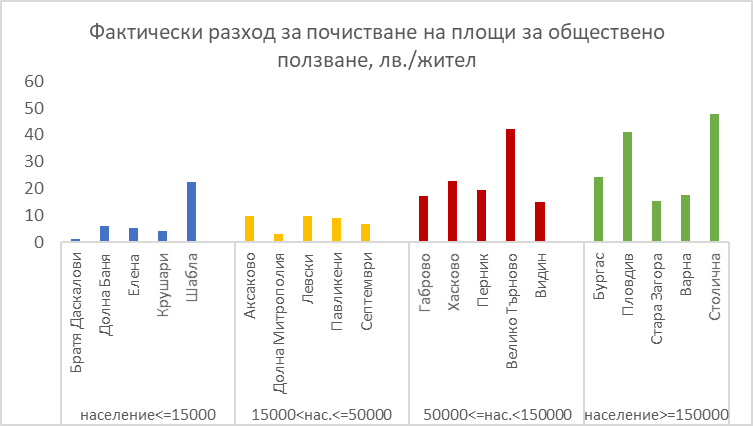 Фактически разход за почистване на площи за обществено
ползване, лв./жител
60
50
40
30
20
10
0
Братя Даскалови
Долна Баня
Елена
Крушари
Шабла
Аксаково
Долна Митрополия
Левски
Павликени
Септември
Габрово
Хасково
Перник
Велико Търново
Видин
Бургас
Пловдив
Стара Загора
Варна
Столична
население<=15000
15000<нас.<=50000
50000<=нас.<150000
население>=150000